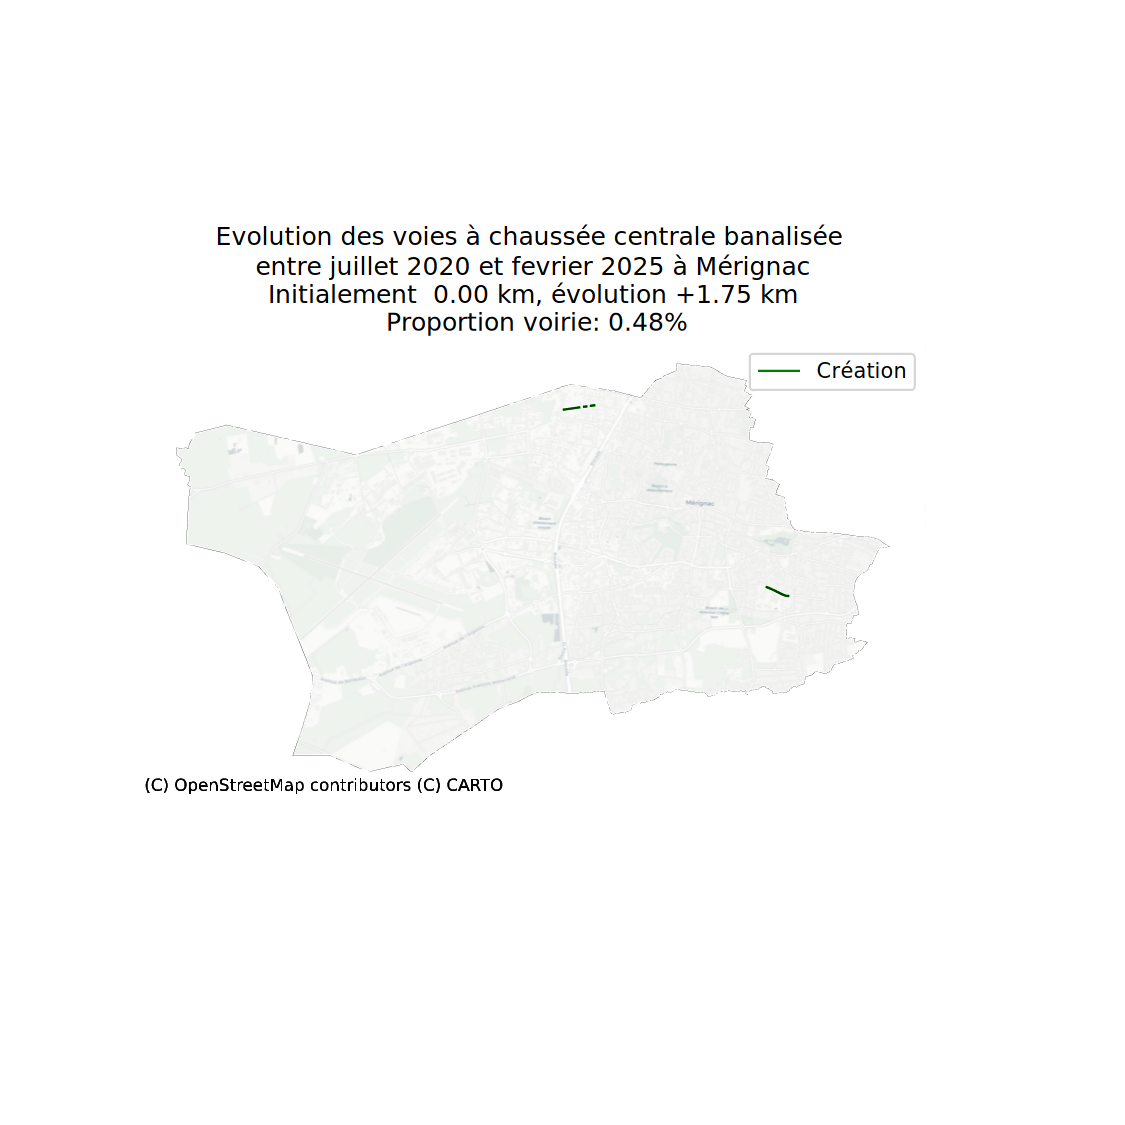 Evolution des voies à chaussée centrale banalisée
entre juillet 2020 et fevrier 2025 à Mérignac
Initialement  0.00 km, évolution +1.75 km
Proportion voirie: 0.48%
Création
Mérignac
(C) OpenStreetMap contributors (C) CARTO